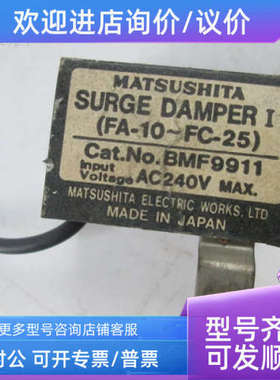 欢迎进店询价/议价
MATSUSHITA
SURGE DAMPER I
(FA-10~FC-25)
Cat.No. BMF9911
Input Voltage AC240V MAX.
MATSUSHITA ELECTRIC WORKS, LTD
MADE IN JAPAN
更多型号咨询店铺客服
对公 可开专票/普票
型号齐
可发顺